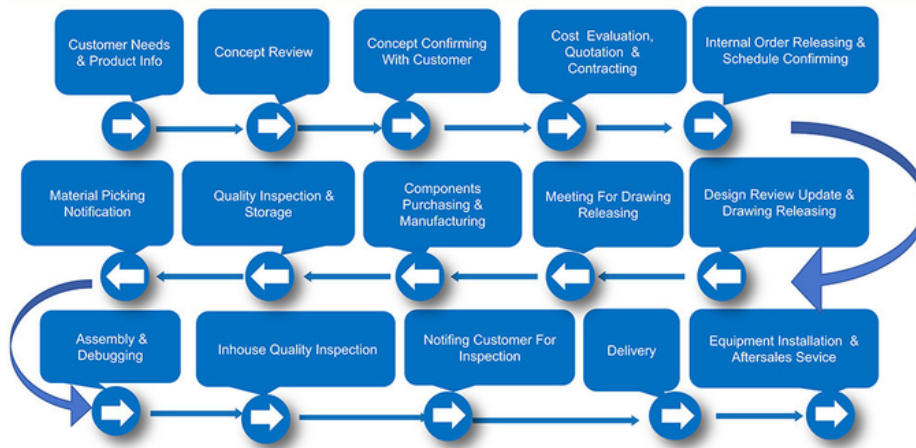 Customer Needs
& Product Info
Concept Review
Concept Confirming
With Customer
Cost Evaluation,
Quotation &
Contracting
Internal Order Releasing &
Schedule Confirming
Material Picking
Notification
Quality Inspection &
Storage
Components
Purchasing &
Manufacturing
Meeting For Drawing
Releasing
Design Review Update &
Drawing Releasing
Assembly &
Debugging
Inhouse Quality Inspection
Notifing Customer For
Inspection
Delivery
Equipment Installation &
Aftersales Sevice